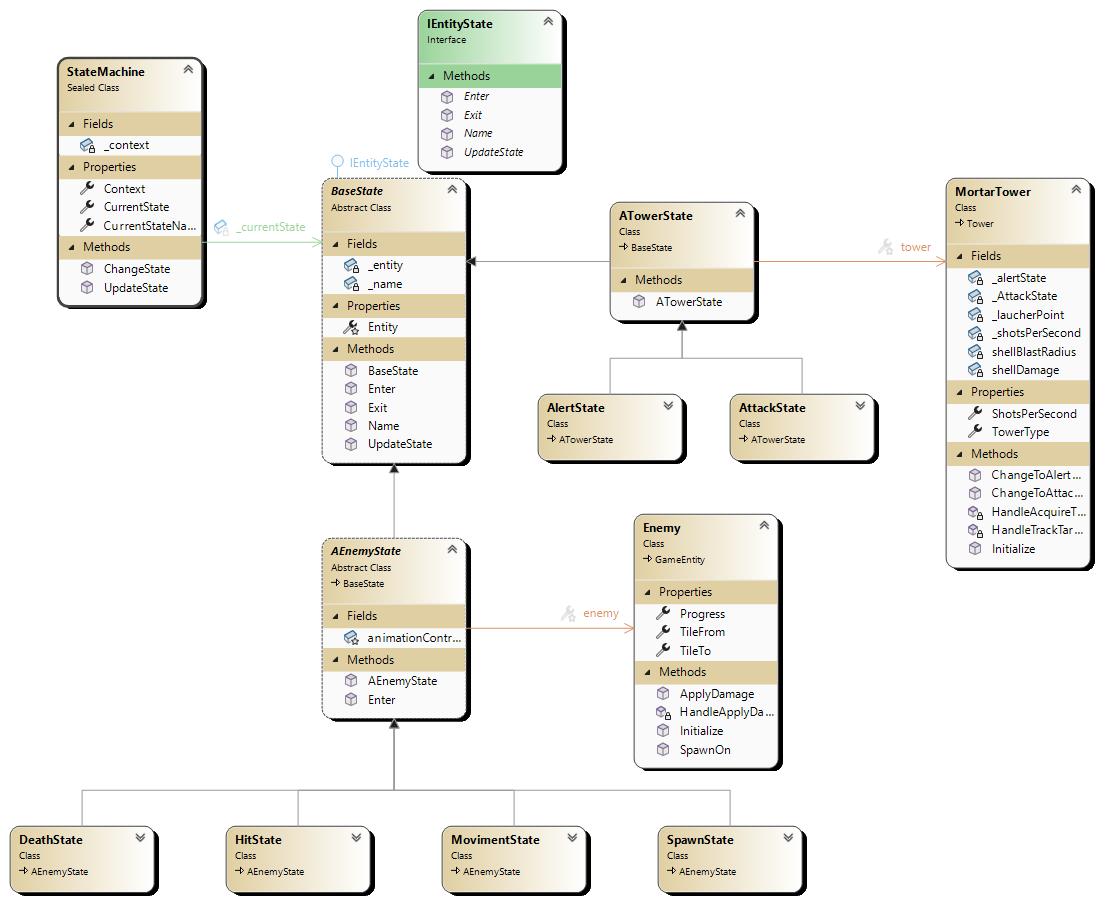 IEntityState
Interface
Methods
Enter
Exit
Name
UpdateState
StateMachine
Sealed Class
Fields
_context
Properties
Context
CurrentState
CurrentStateNa...
Methods
ChangeState
UpdateState
_currentState
IEntityState
BaseState
Abstract Class
Fields
_entity
_name
Properties
Entity
Methods
BaseState
Enter
Exit
Name
UpdateState
ATowerState
Class
BaseState
Methods
ATowerState
tower
MortarTower
Class
Tower
Fields
_alertState
_AttackState
_laucherPoint
_shotsPerSecond
shellBlastRadius
shellDamage
Properties
ShotsPerSecond
TowerType
Methods
ChangeToAlert...
ChangeToAttac...
HandleAcquireT...
HandleTrackTar...
Initialize
AlertState
Class
ATowerState
AttackState
Class
ATowerState
AEnemyState
Abstract Class
BaseState
Fields
animationContr...
Methods
AEnemyState
Enter
enemy
Enemy
Class
GameEntity
Properties
Progress
TileFrom
TileTo
Methods
ApplyDamage
HandleApplyDa...
Initialize
SpawnOn
DeathState
Class
AEnemyState
HitState
Class
AEnemyState
MovimentState
Class
AEnemyState
SpawnState
Class
AEnemyState